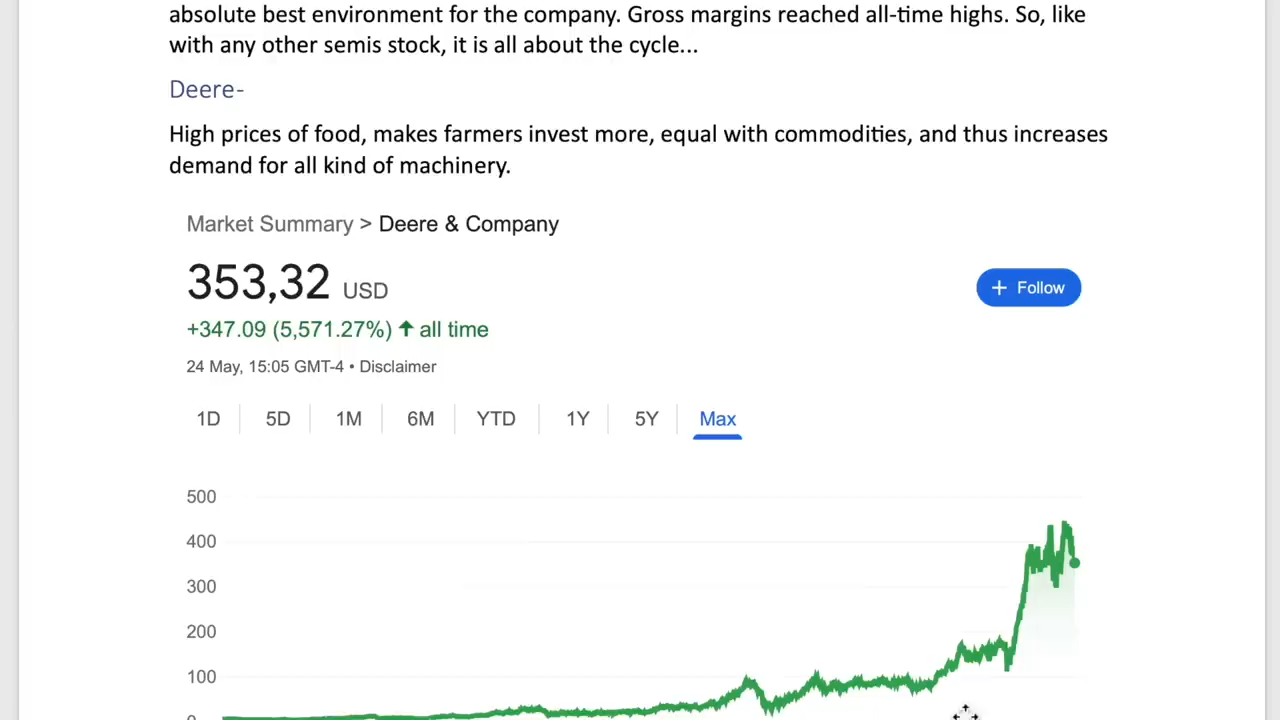 absolute best environment for the company. Gross margins reached all-time highs. So, like
with any other semis stock, it is all about the cycle...
Deere-
High prices of food, makes farmers invest more, equal with commodities, and thus increases
demand for all kind of machinery.
Market Summary > Deere & Company
353,32 USD
+ Follow
+347.09 (5,571.27%) ↑ all time
24 May, 15:05 GMT-4 • Disclaimer
1D 5D 1M 6M YTD 1Y 5Y Max
500
400
300
200
100
0